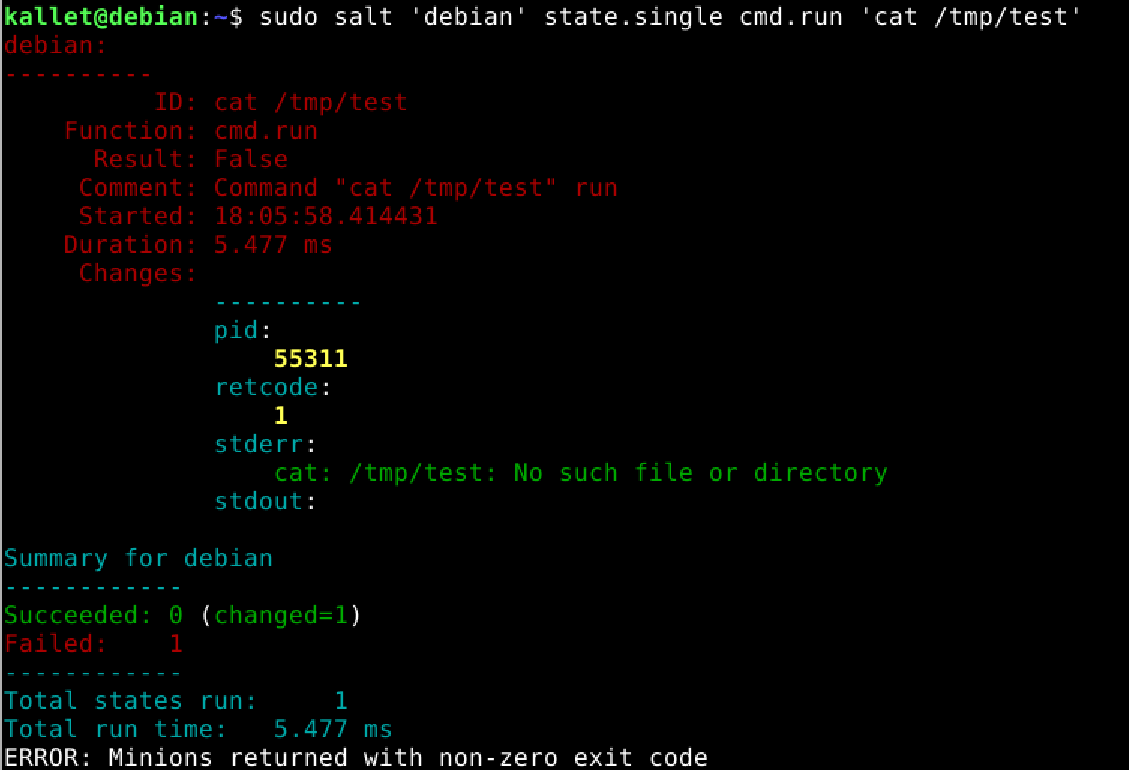 kallet@debian:~$ sudo salt 'debian' state.single cmd.run 'cat /tmp/test'
debian:
----------
          ID: cat /tmp/test
    Function: cmd.run
      Result: False
     Comment: Command "cat /tmp/test" run
     Started: 18:05:58.414431
    Duration: 5.477 ms
     Changes:
              ----------
              pid:
                  55311
              retcode:
                  1
              stderr:
                  cat: /tmp/test: No such file or directory
              stdout:

Summary for debian
------------
Succeeded: 0 (changed=1)
Failed:    1
------------
Total states run:     1
Total run time:   5.477 ms
ERROR: Minions returned with non-zero exit code